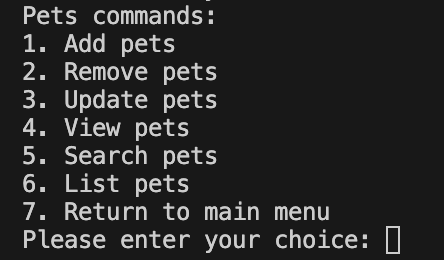 Pets commands:
1. Add pets
2. Remove pets
3. Update pets
4. View pets
5. Search pets
6. List pets
7. Return to main menu
Please enter your choice: